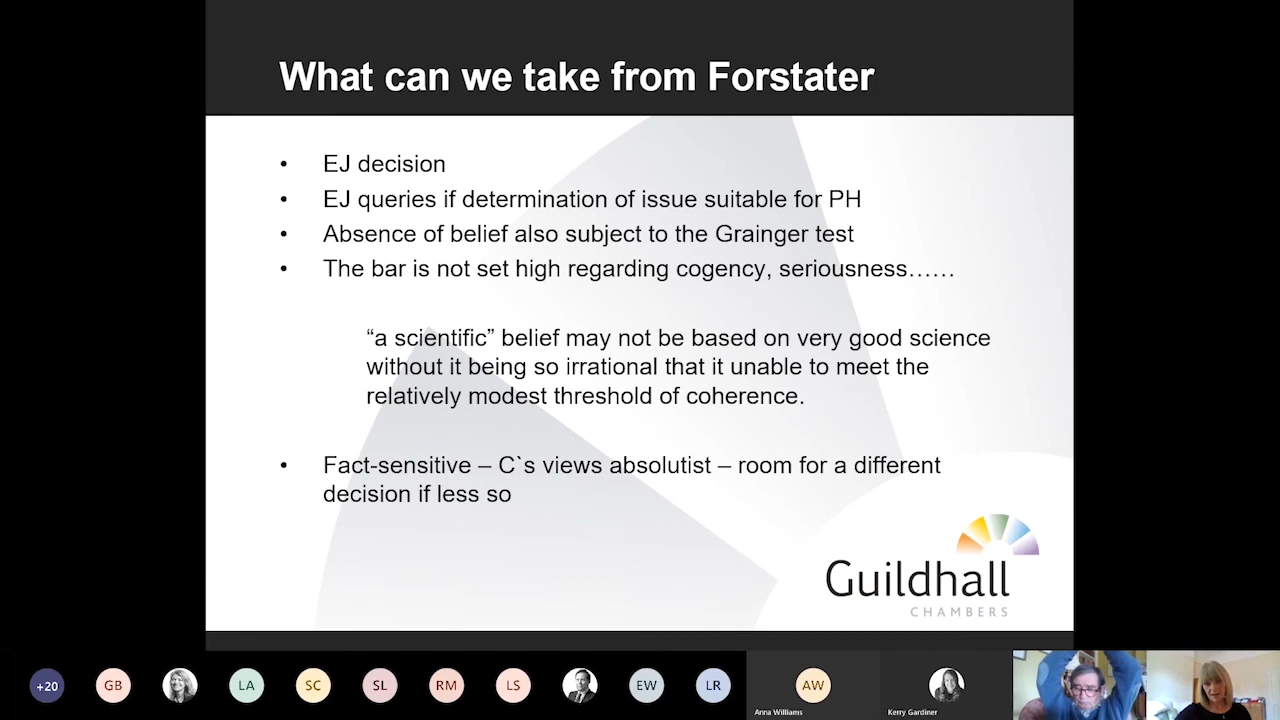 What can we take from Forstater
• EJ decision
• EJ queries if determination of issue suitable for PH
• Absence of belief also subject to the Grainger test
• The bar is not set high regarding cogency, seriousness……
“a scientific” belief may not be based on very good science
without it being so irrational that it unable to meet the
relatively modest threshold of coherence.
• Fact-sensitive – C`s views absolutist – room for a different
decision if less so
Guildhall
CHAMBERS
+20
GB
LA
SC
SL
RM
LS
EW
LR
AW
Anna Williams
Kerry Gardiner